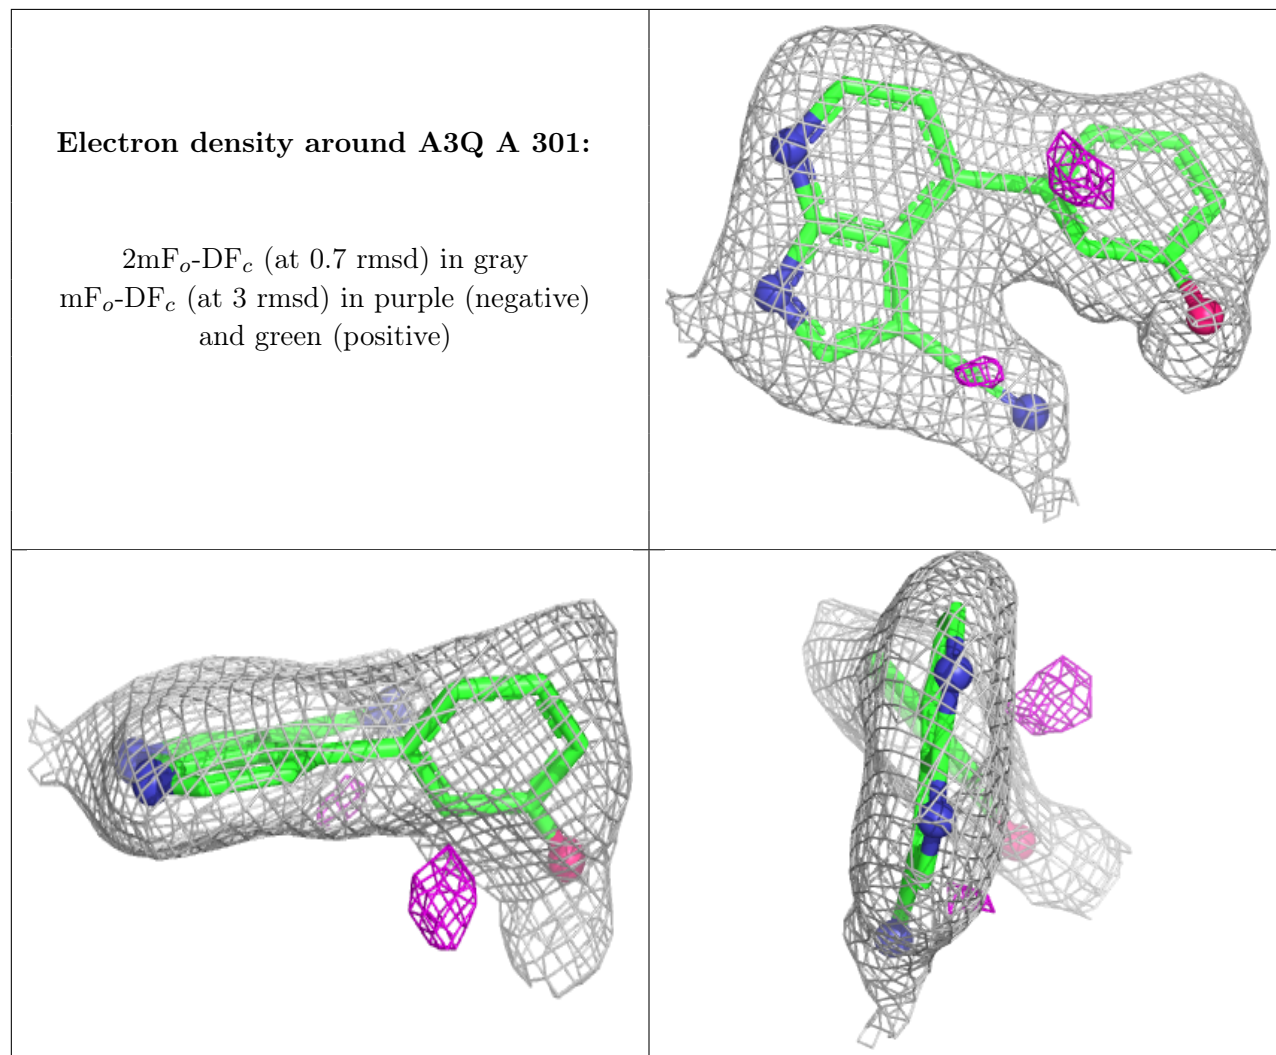 Electron density around A3Q A 301:
2mFo-DFc (at 0.7 rmsd) in gray
mFo-DFc (at 3 rmsd) in purple (negative)
and green (positive)